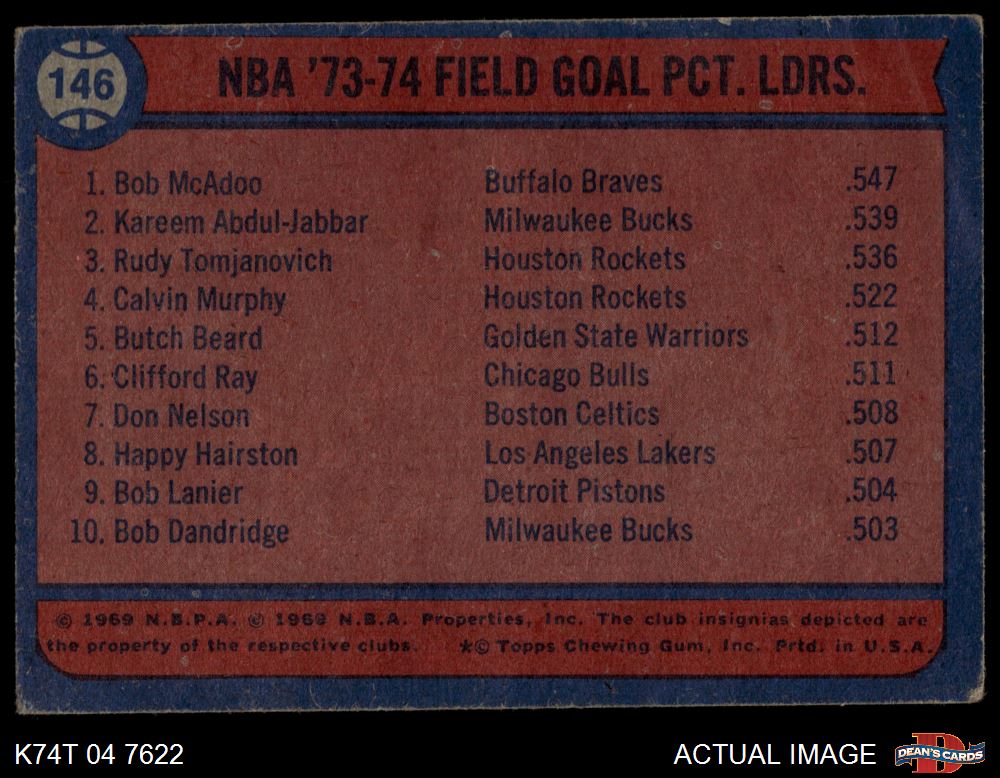 146
NBA '73-74 FIELD GOAL PCT. LDRS.
1. Bob McAdoo Buffalo Braves .547
2. Kareem Abdul-Jabbar Milwaukee Bucks .539
3. Rudy Tomjanovich Houston Rockets .536
4. Calvin Murphy Houston Rockets .522
5. Butch Beard Golden State Warriors .512
6. Clifford Ray Chicago Bulls .511
7. Don Nelson Boston Celtics .508
8. Happy Hairston Los Angeles Lakers .507
9. Bob Lanier Detroit Pistons .504
10. Bob Dandridge Milwaukee Bucks .503
© 1969 N.B.P.A. © 1969 N.B.A. Properties, Inc. The club insignias depicted are
the property of the respective clubs. *© Topps Chewing Gum, Inc. Prtd. in U.S.A.
K74T 04 7622 ACTUAL IMAGE DEAN'S CARDS